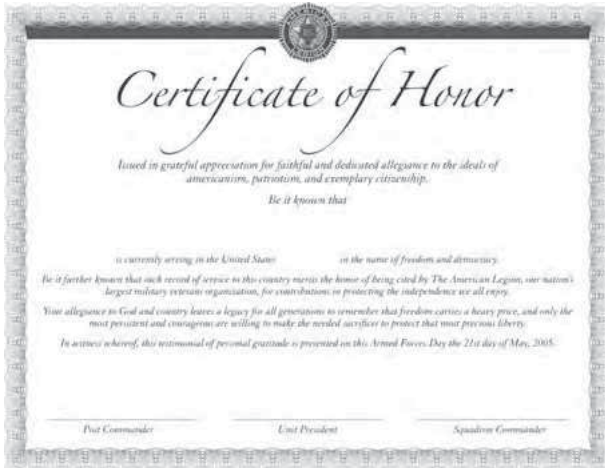 Certificate of Honor
Issued in grateful appreciation for faithful and dedicated allegiance to the ideals of
americanism, patriotism, and exemplary citizenship.
Be it known that
is currently serving in the United States in the name of freedom and democracy.
Be it further known that such record of service to this country merits the honor of being cited by The American Legion, our nation's
largest military veterans organization, for contributions to protecting the independence we all enjoy.
Your allegiance to God and country leaves a legacy for all generations to remember that freedom carries a heavy price, and only the
most persistent and courageous are willing to make the needed sacrifices to protect that most precious liberty.
In witness whereof, this testimonial of personal gratitude is presented on this Armed Forces Day the 21st day of May, 2005.
Post Commander Unit President Squadron Commander